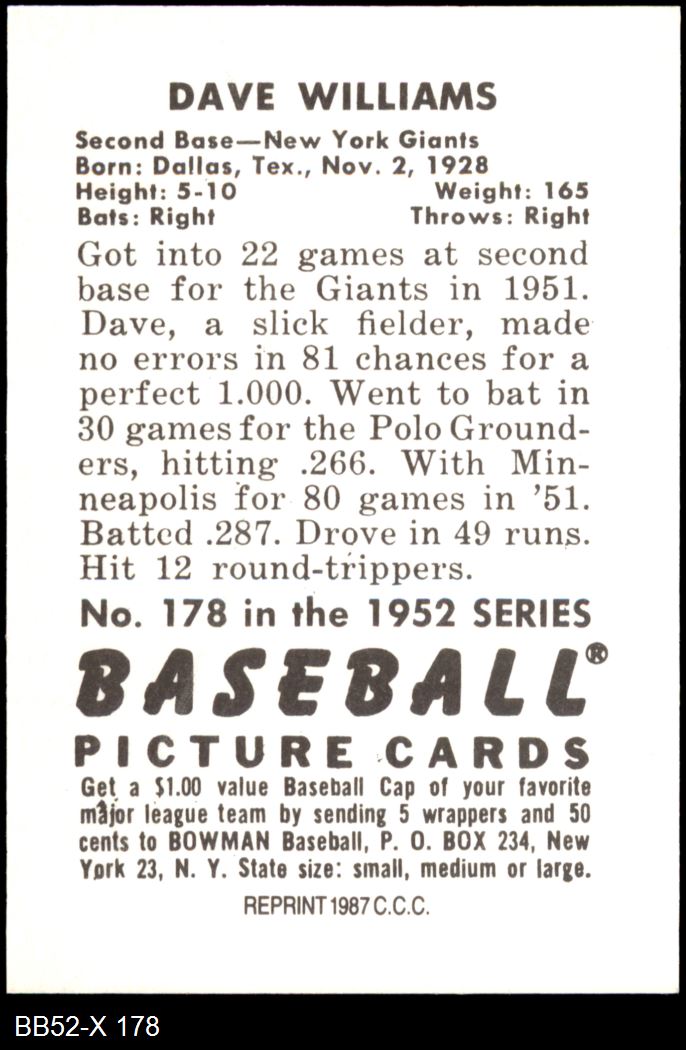 DAVE WILLIAMS
Second Base—New York Giants
Born: Dallas, Tex., Nov. 2, 1928
Height: 5-10 Weight: 165
Bats: Right Throws: Right
Got into 22 games at second
base for the Giants in 1951.
Dave, a slick fielder, made
no errors in 81 chances for a
perfect 1.000. Went to bat in
30 games for the Polo Ground-
ers, hitting .266. With Min-
neapolis for 80 games in '51.
Batted .287. Drove in 49 runs.
Hit 12 round-trippers.
No. 178 in the 1952 SERIES
BASEBALL®
PICTURE CARDS
Get a $1.00 value Baseball Cap of your favorite
major league team by sending 5 wrappers and 50
cents to BOWMAN Baseball, P. O. BOX 234, New
York 23, N. Y. State size: small, medium or large.
REPRINT 1987 C.C.C.
BB52-X 178